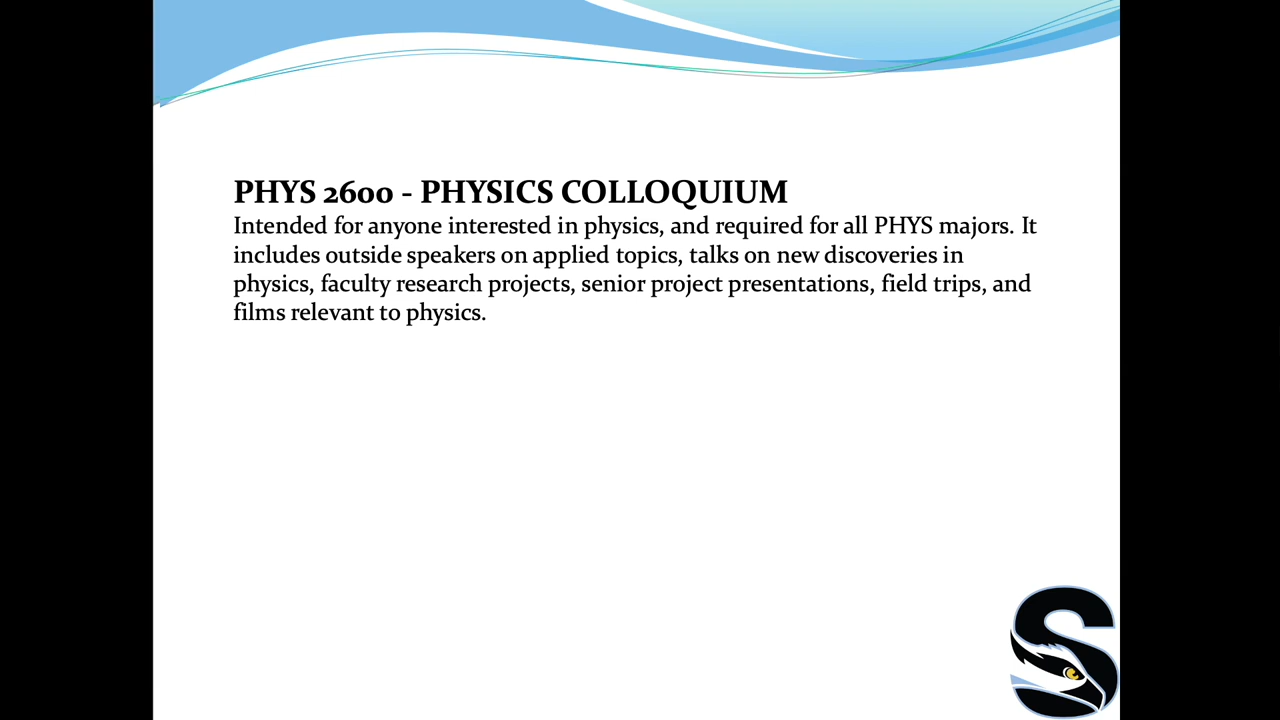 PHYS 2600 - PHYSICS COLLOQUIUM
Intended for anyone interested in physics, and required for all PHYS majors. It
includes outside speakers on applied topics, talks on new discoveries in
physics, faculty research projects, senior project presentations, field trips, and
films relevant to physics.
S